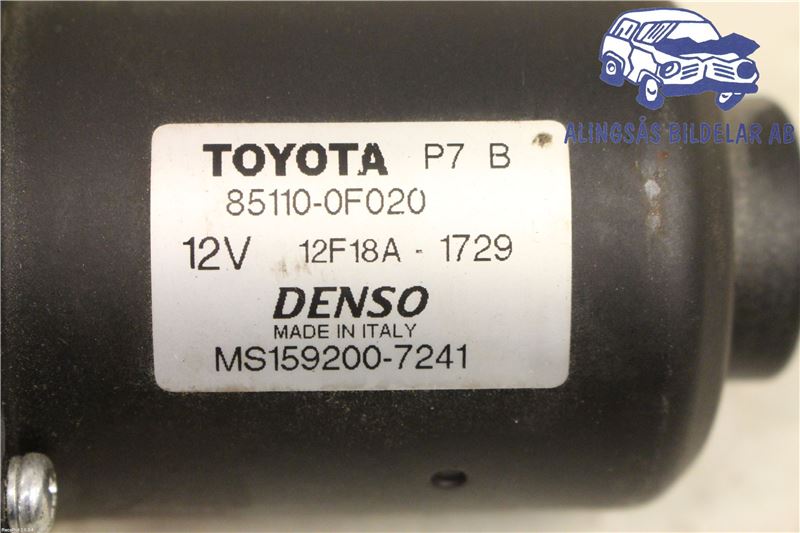 ALINGSÅS BILDELAR AB
TOYOTA P7 B
85110-0F020
12V 12F18A - 1729
DENSO
MADE IN ITALY
MS159200-7241